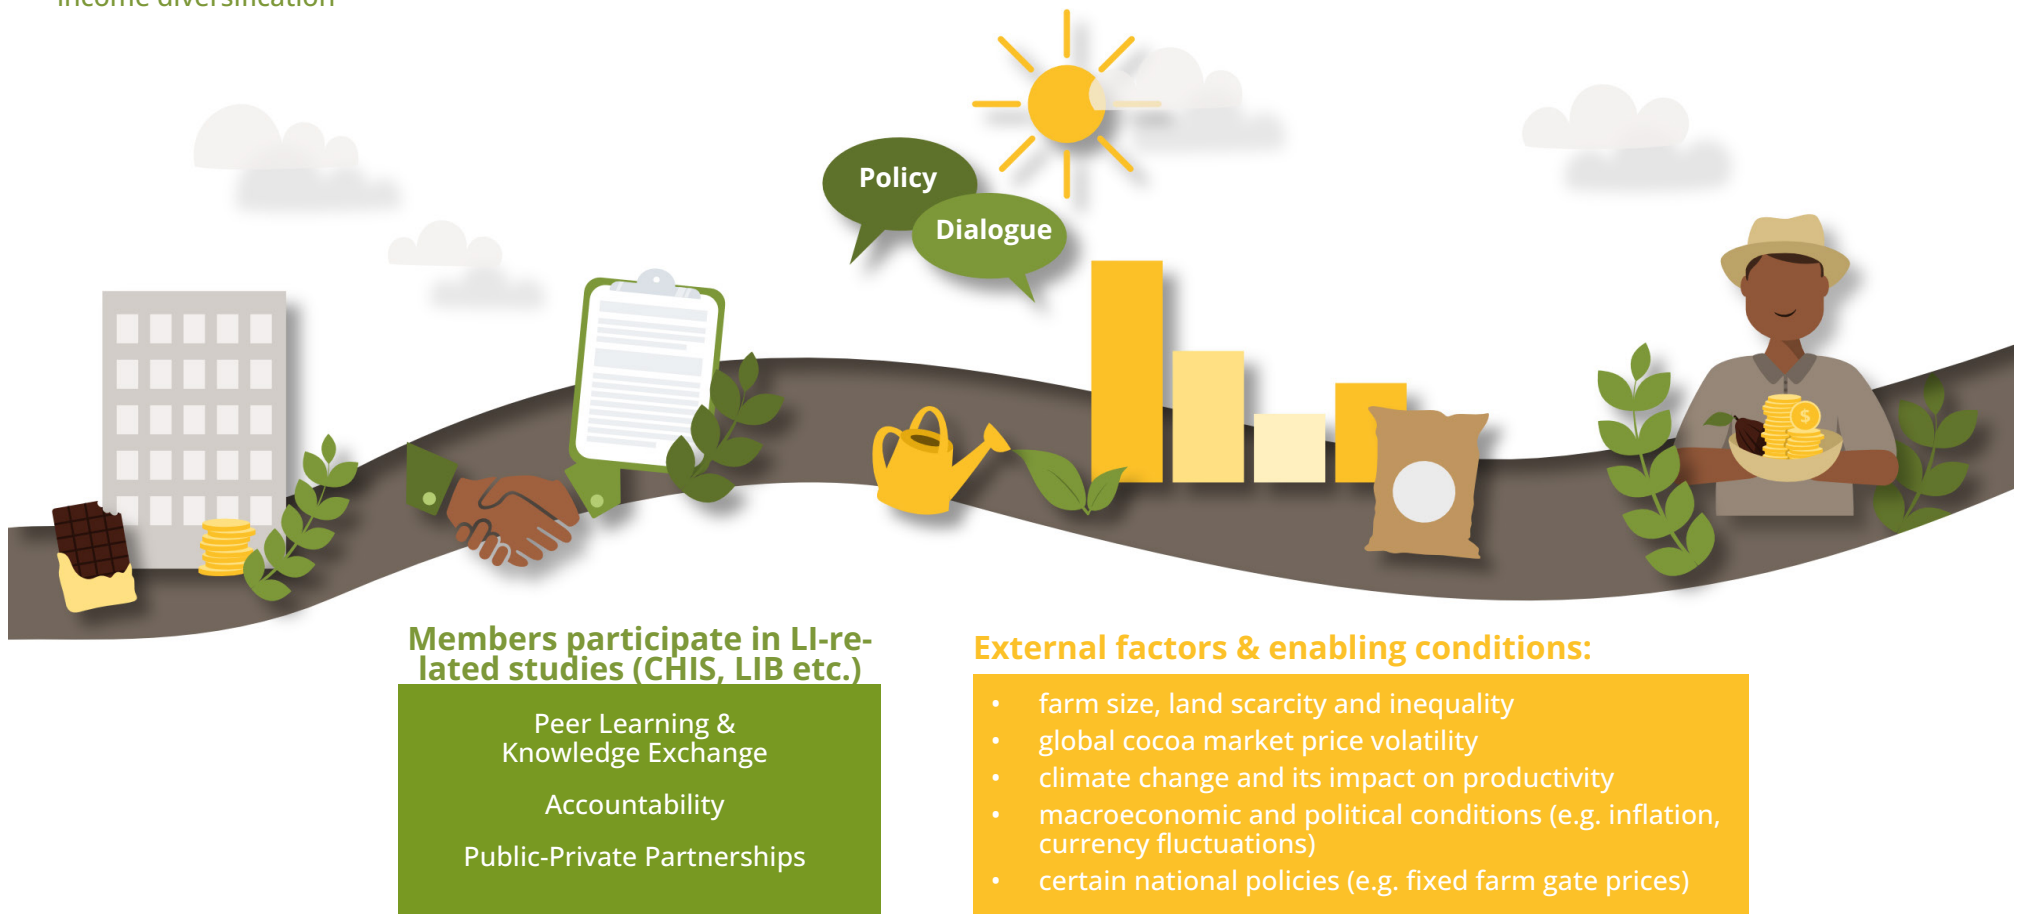 income diversification
Policy
Dialogue
Members participate in LI-re-
lated studies (CHIS, LIB etc.)
Peer Learning &
Knowledge Exchange
Accountability
Public-Private Partnerships
External factors & enabling conditions:
• farm size, land scarcity and inequality
• global cocoa market price volatility
• climate change and its impact on productivity
• macroeconomic and political conditions (e.g. inflation,
currency fluctuations)
• certain national policies (e.g. fixed farm gate prices)
$